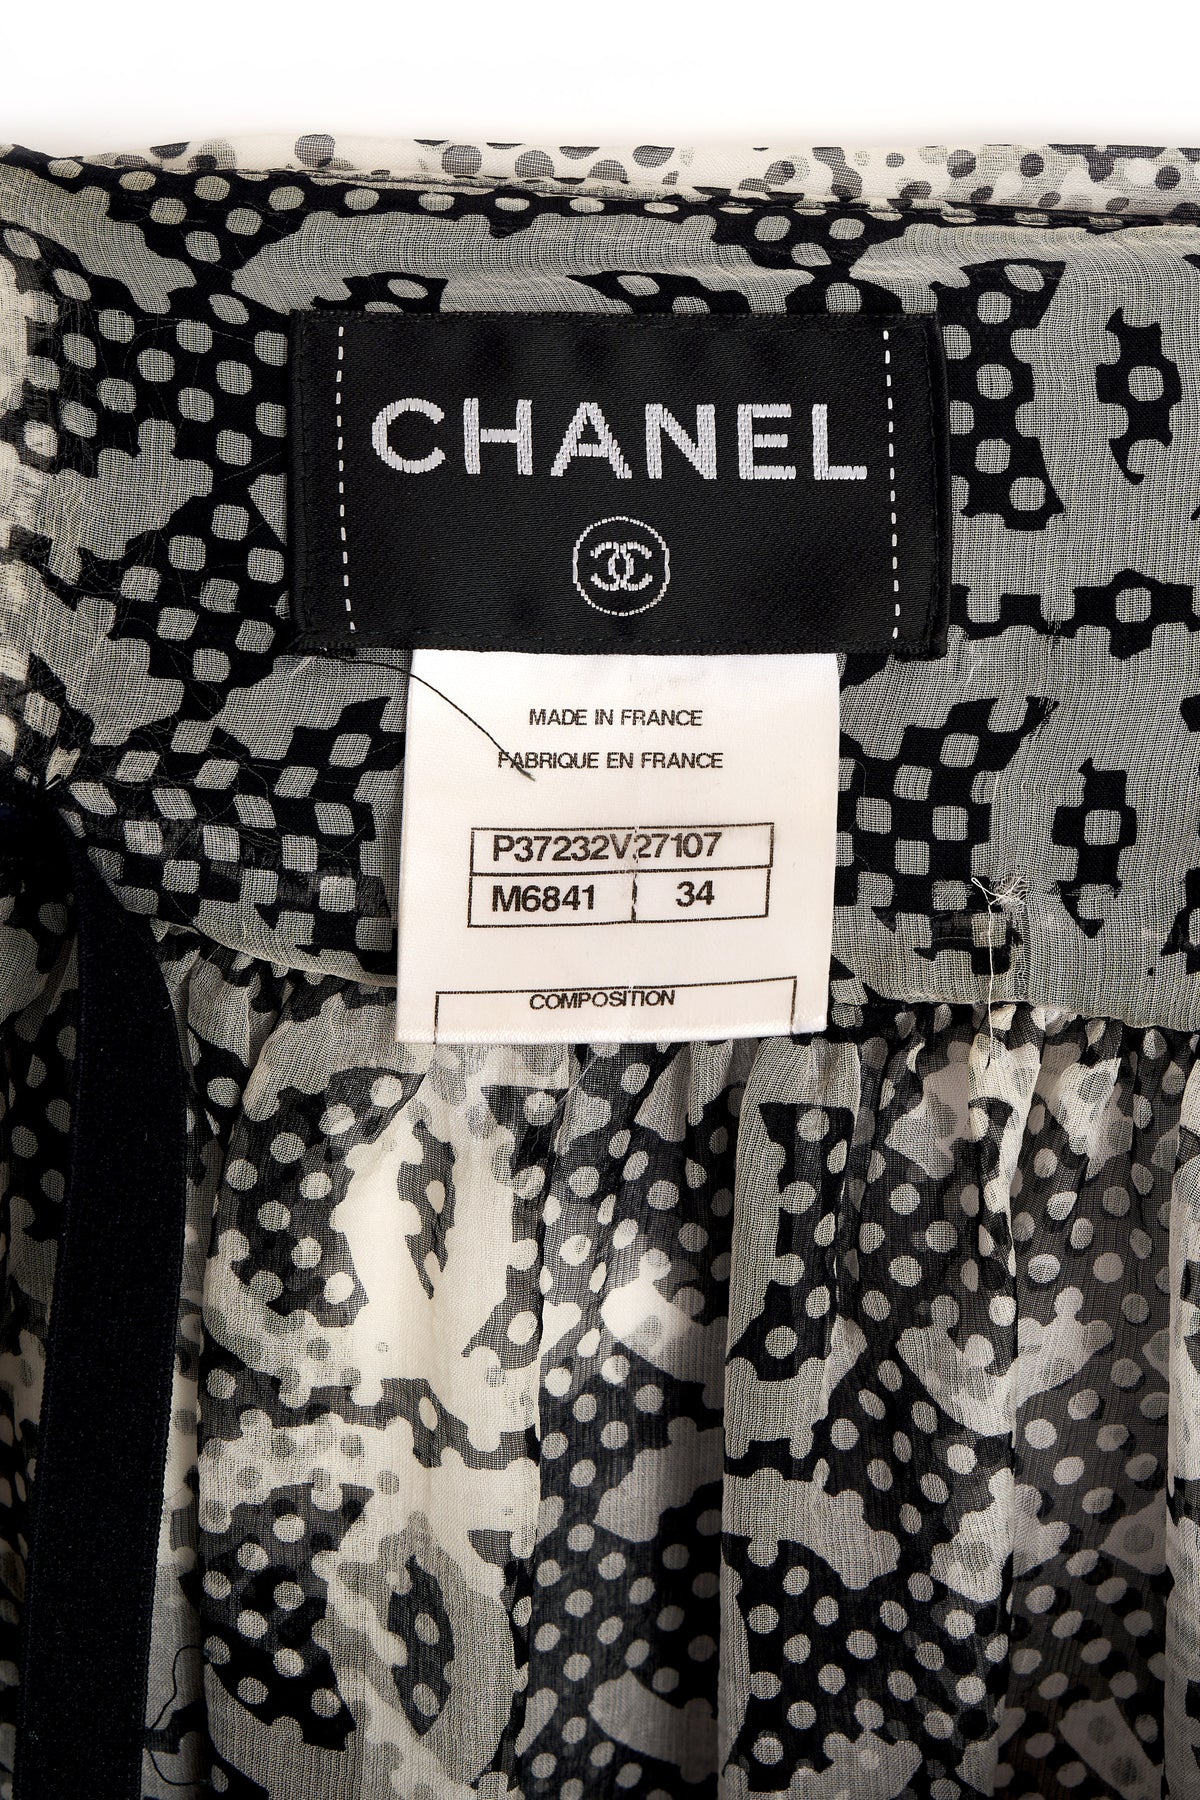 CHANEL
MADE IN FRANCE
FABRIQUE EN FRANCE
P37232V27107
M6841 34
COMPOSITION